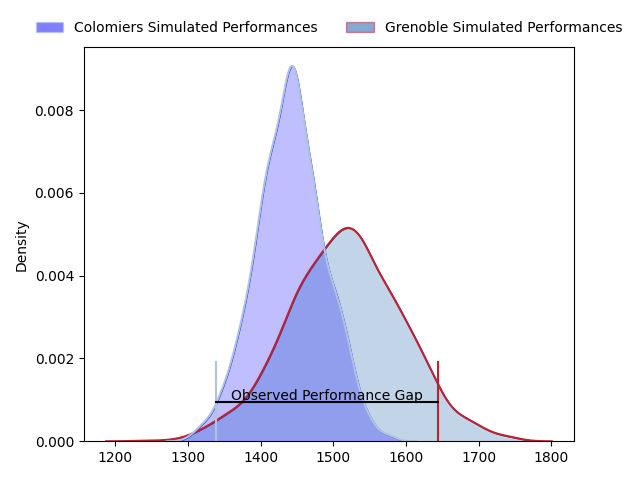 Colomiers Simulated Performances
Grenoble Simulated Performances
Density
0.008
0.006
0.004
0.002
0.000
Observed Performance Gap
1200 1300 1400 1500 1600 1700 1800